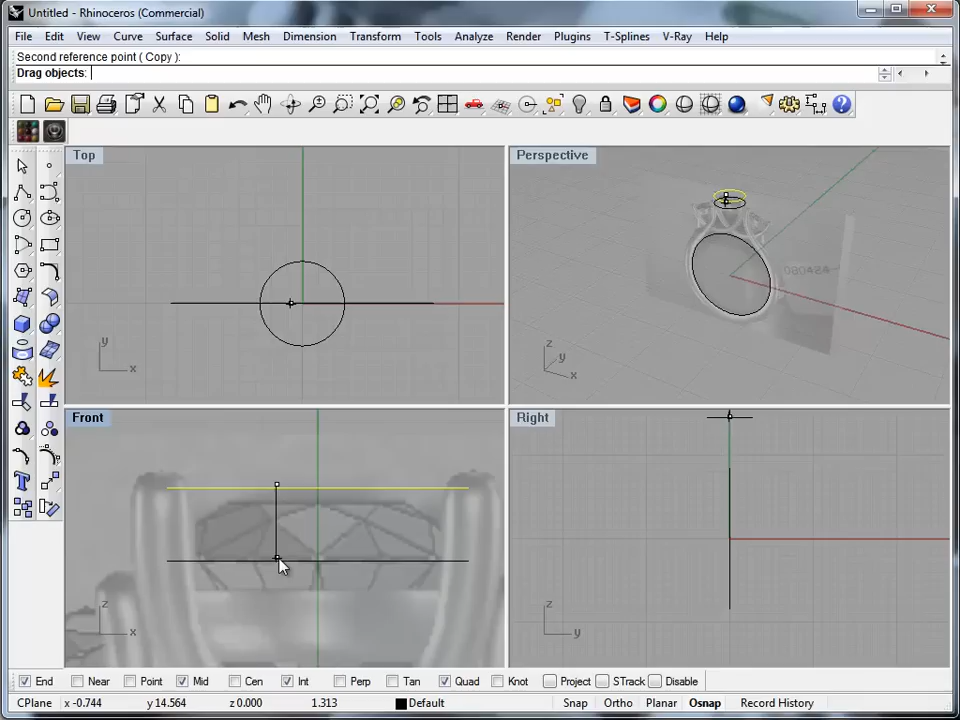 Untitled - Rhinoceros (Commercial)
File Edit View Curve Surface Solid Mesh Dimension Transform Tools Analyze Render Plugins T-Splines V-Ray Help
Second reference point ( Copy ):
Drag objects:
Top
Perspective
080424
y
x
z
y
x
Front
Right
z
x
z
y
End Near Point Mid Cen Int Perp Tan Quad Knot Project STrack Disable
CPlane x -0.744 y 14.564 z 0.000 1.313 Default Snap Ortho Planar Osnap Record History